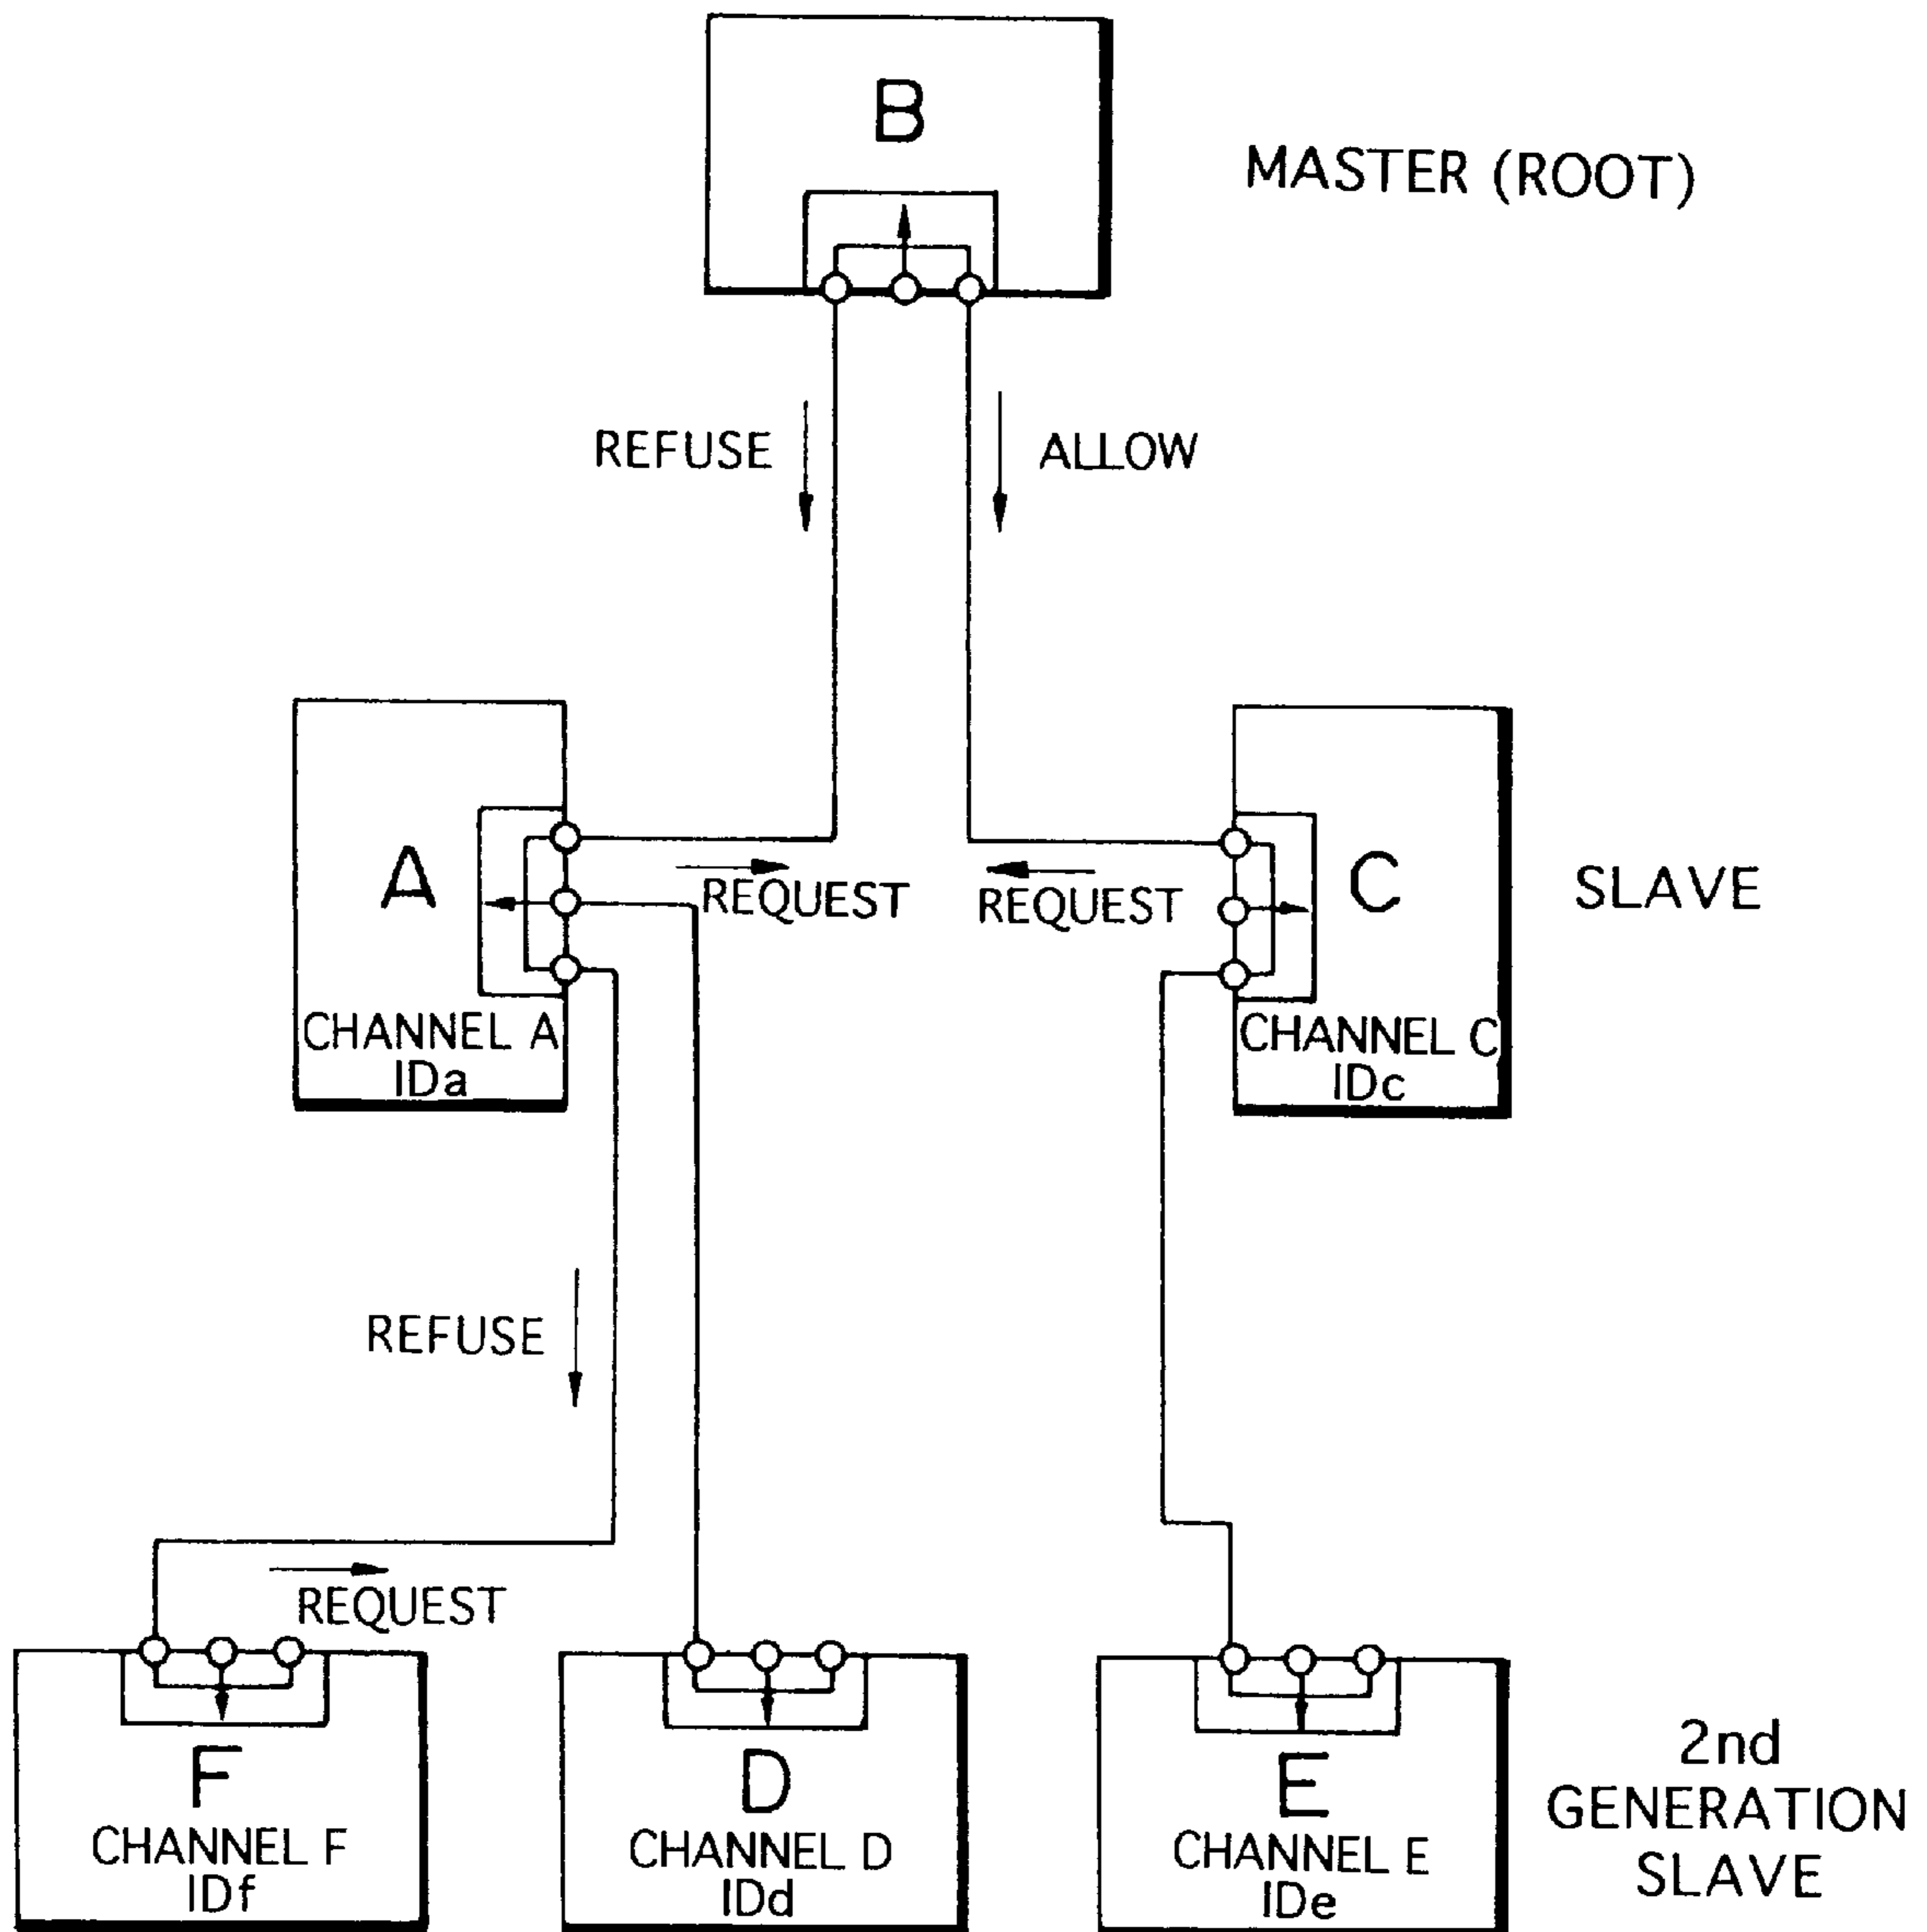 B
MASTER (ROOT)
REFUSE
ALLOW
A
REQUEST
REQUEST
C
SLAVE
CHANNEL A
IDa
CHANNEL C
IDc
REFUSE
REQUEST
F
CHANNEL F
IDf
D
CHANNEL D
IDd
E
CHANNEL E
IDe
2nd
GENERATION
SLAVE